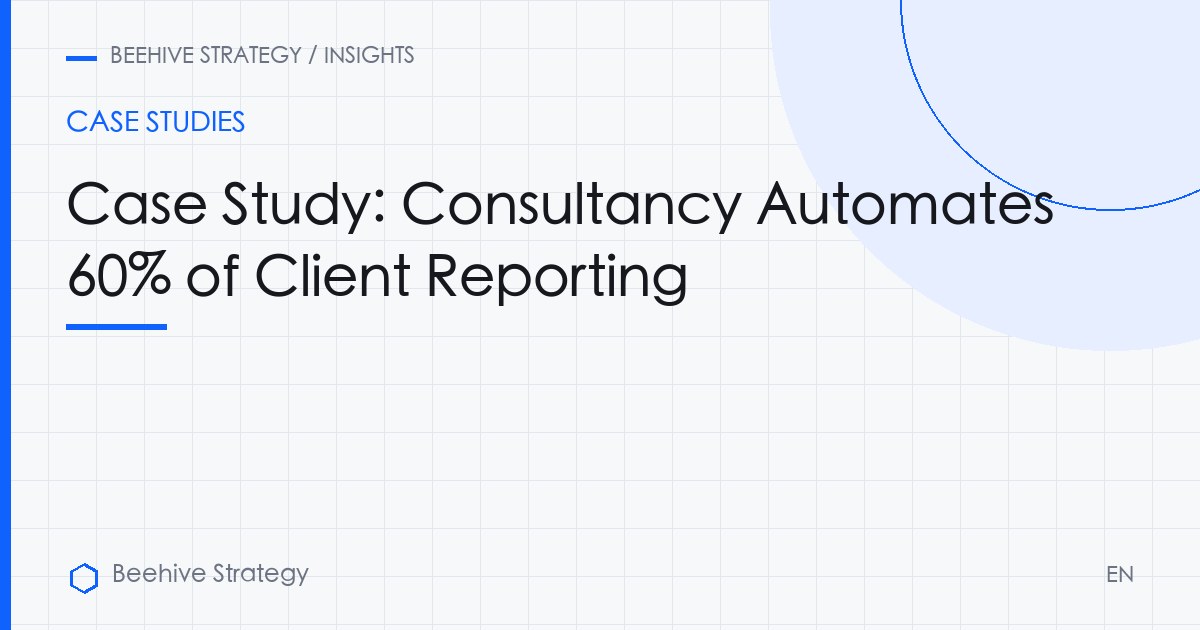 BEEHIVE STRATEGY / INSIGHTS
CASE STUDIES
Case Study: Consultancy Automates
60% of Client Reporting
Beehive Strategy
EN